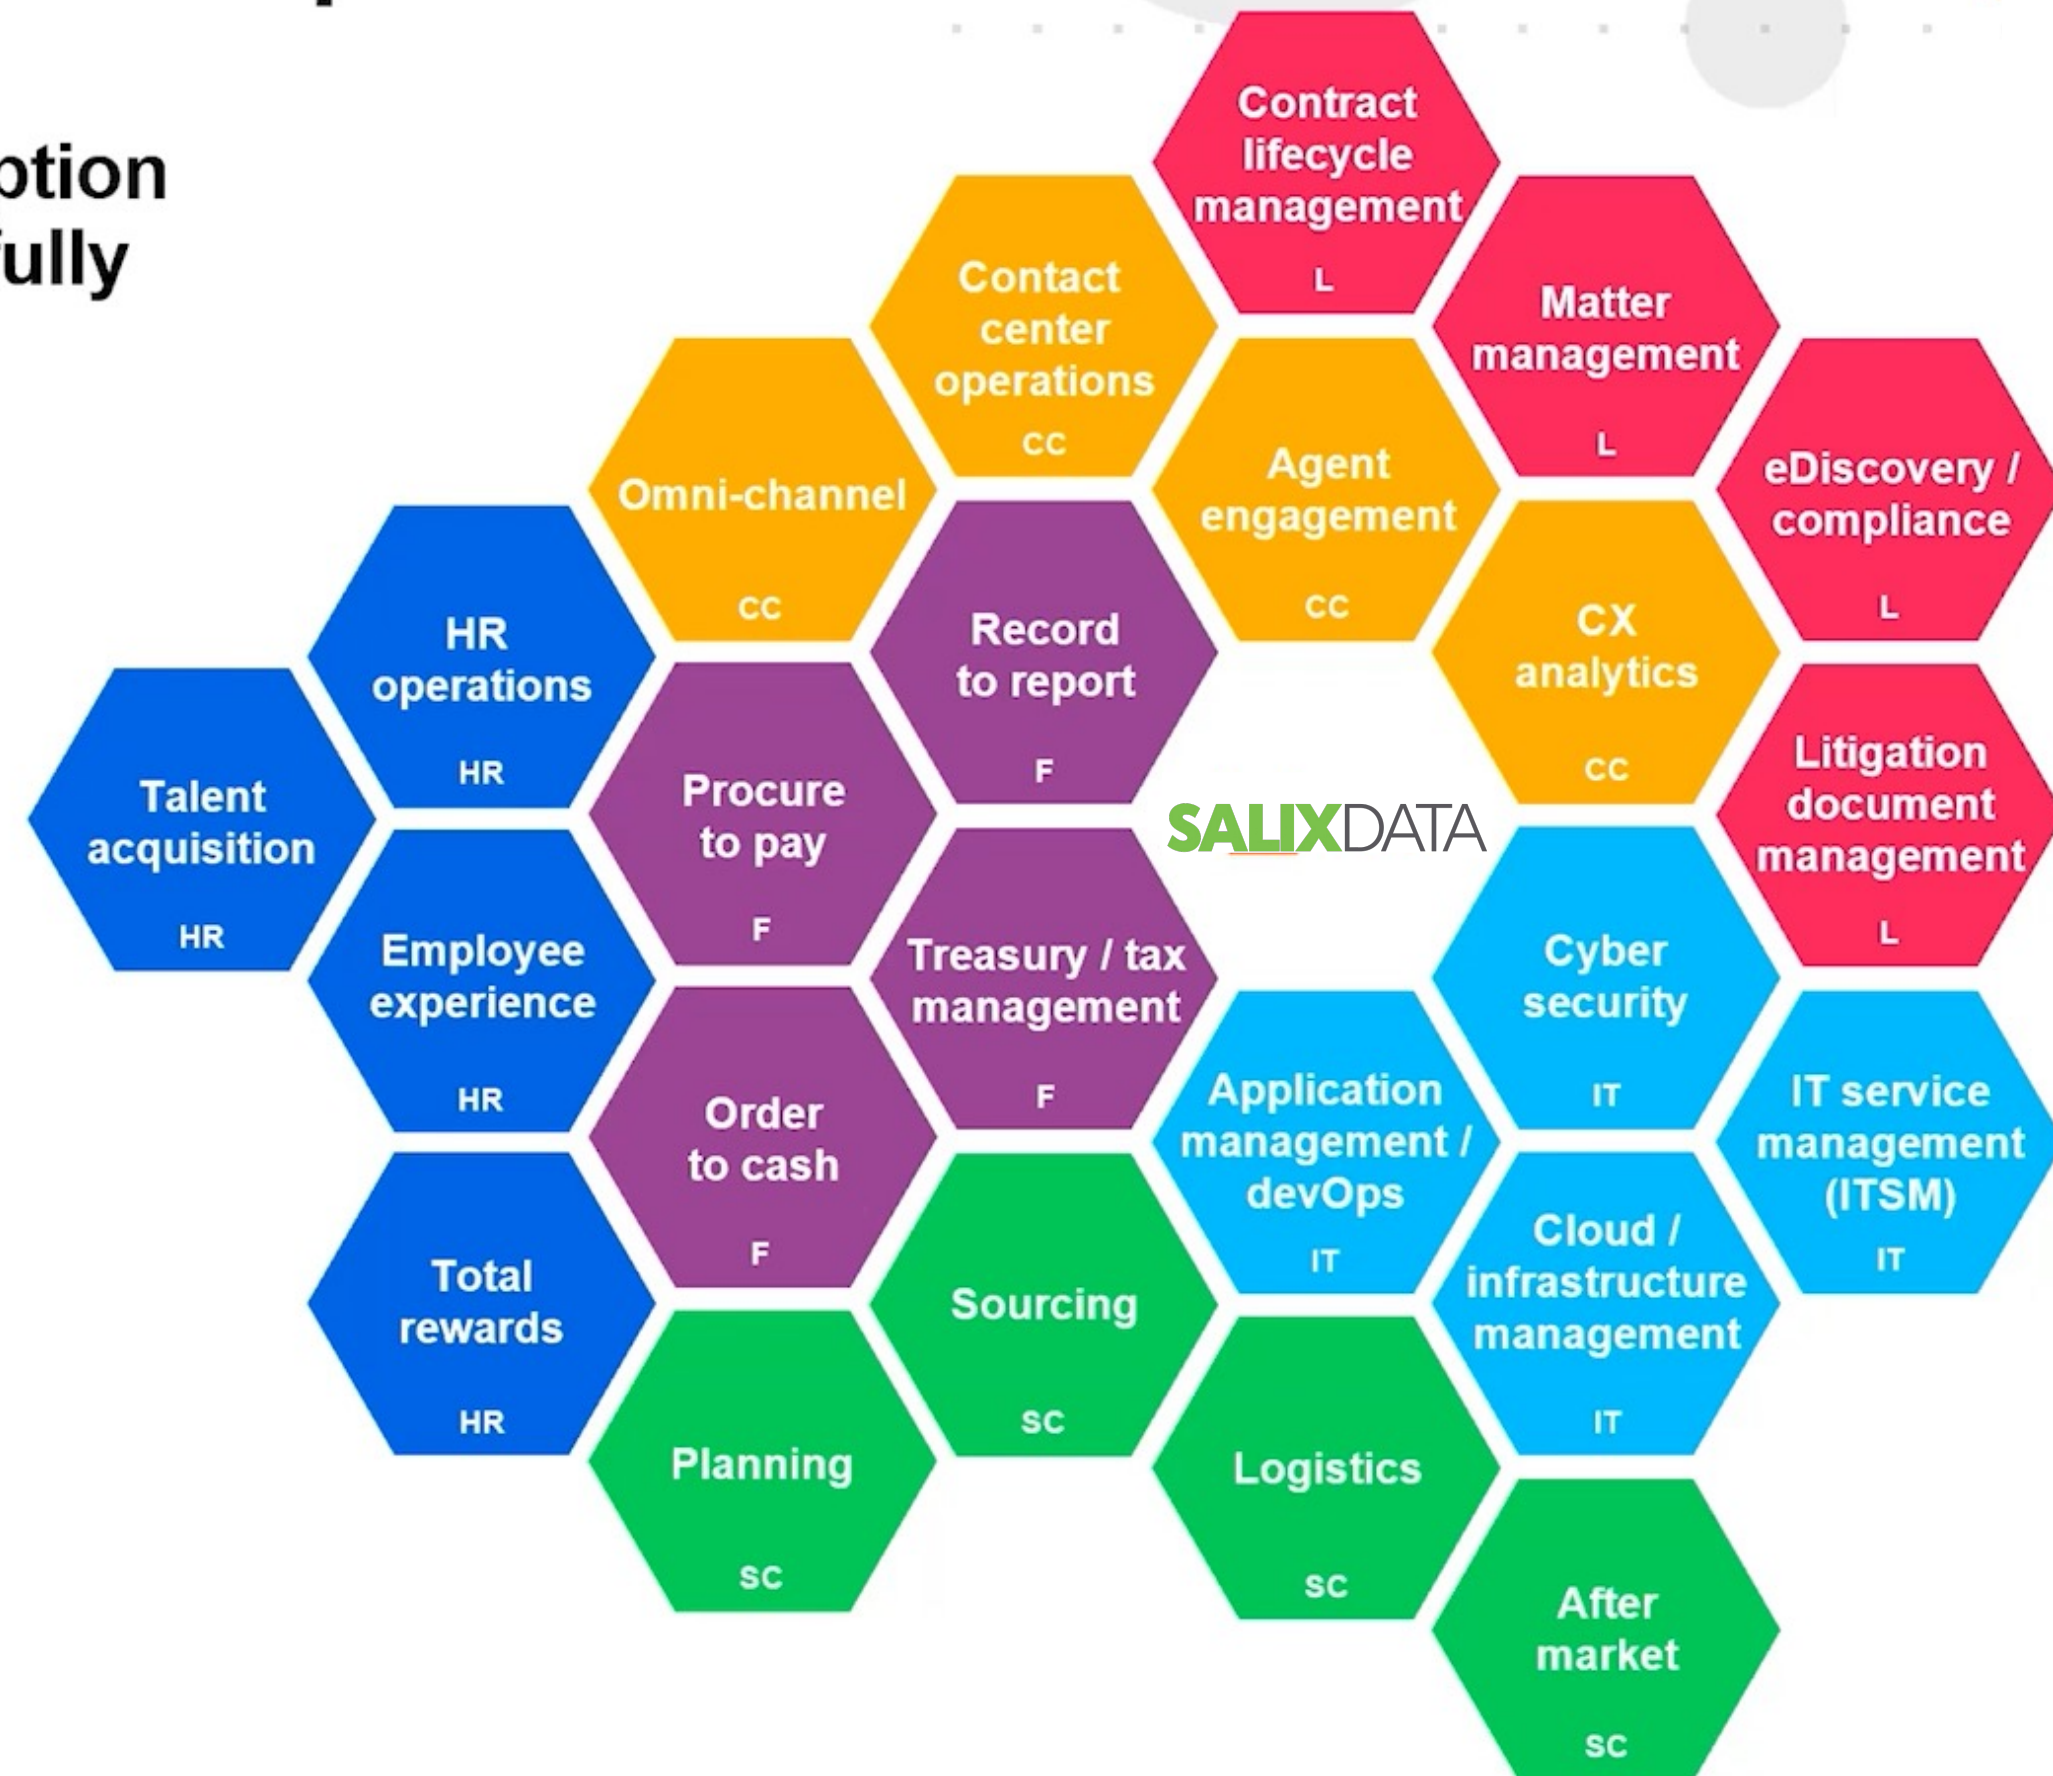 ption
fully
Contract
lifecycle
management
L
Contact
center
operations
CC
Matter
management
L
Omni-channel
CC
Agent
engagement
CC
eDiscovery /
compliance
L
HR
operations
HR
Record
to report
F
CX
analytics
CC
Talent
acquisition
HR
Procure
to pay
F
SALIXDATA
Litigation
document
management
L
Employee
experience
HR
Treasury / tax
management
F
Cyber
security
IT
Order
to cash
F
Application
management /
devOps
IT
IT service
management
(ITSM)
IT
Total
rewards
HR
Sourcing
SC
Cloud /
infrastructure
management
IT
Planning
SC
Logistics
SC
After
market
SC